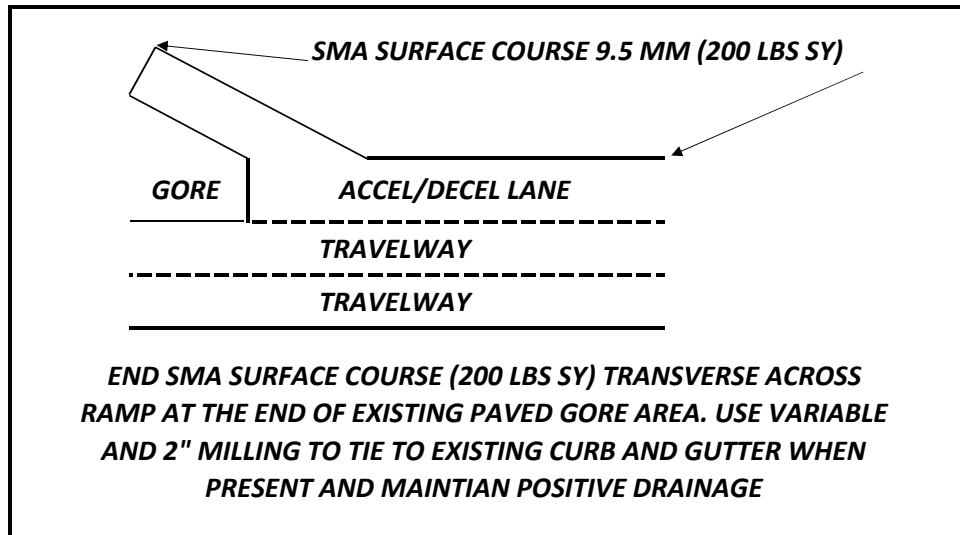 SMA SURFACE COURSE 9.5 MM (200 LBS SY)
GORE
ACCEL/DECEL LANE
TRAVELWAY
TRAVELWAY
END SMA SURFACE COURSE (200 LBS SY) TRANSVERSE ACROSS
RAMP AT THE END OF EXISTING PAVED GORE AREA. USE VARIABLE
AND 2" MILLING TO TIE TO EXISTING CURB AND GUTTER WHEN
PRESENT AND MAINTIAN POSITIVE DRAINAGE